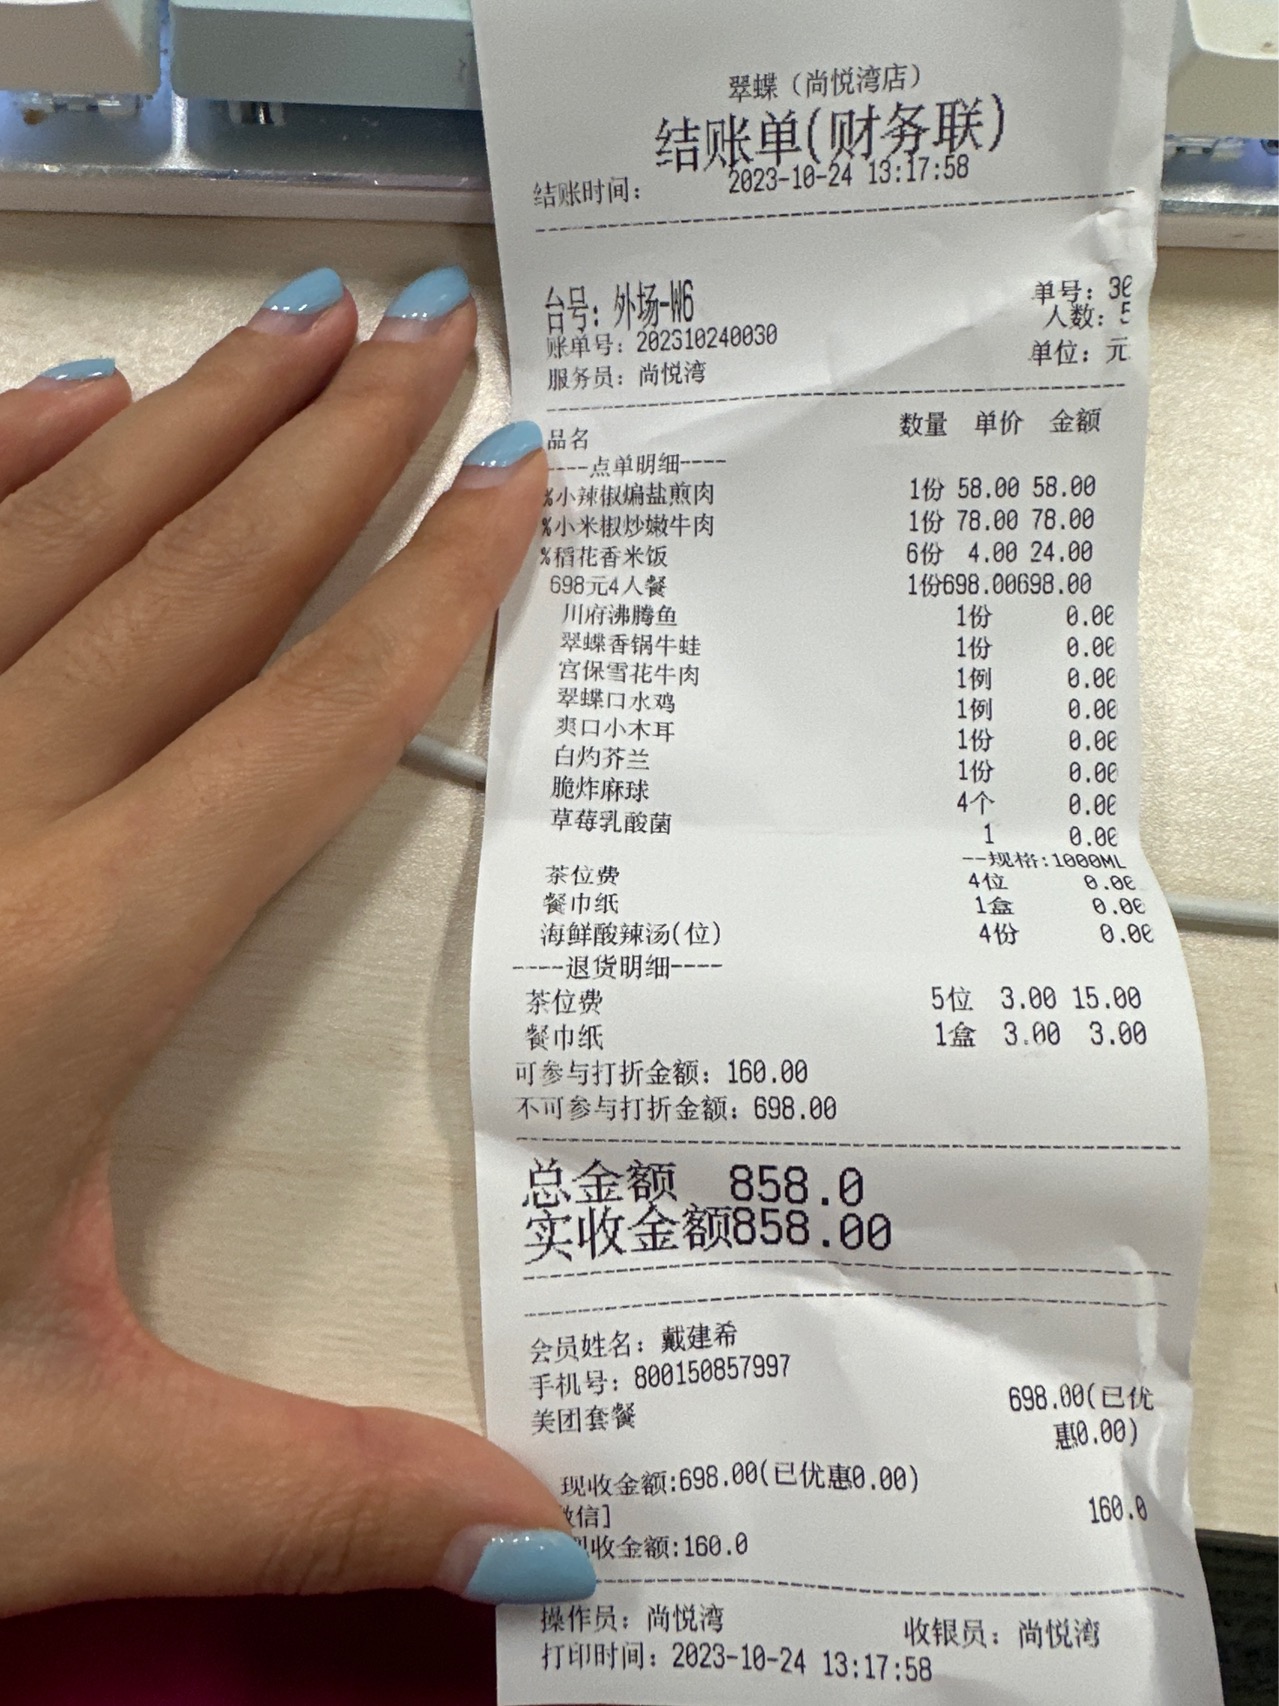 翠蝶（尚悦湾店）
结账单(财务联)
结账时间： 2023-10-24 13:17:58
台号：外场-W6 单号：30
账单号：202310240030 人数：5
服务员：尚悦湾 单位：元
品名 数量 单价 金额
----点单明细----
%小辣椒煸盐煎肉 1份 58.00 58.00
%小米椒炒嫩牛肉 1份 78.00 78.00
%稻花香米饭 6份 4.00 24.00
698元4人餐 1份698.00698.00
川府沸腾鱼 1份 0.00
翠蝶香锅牛蛙 1份 0.00
宫保雪花牛肉 1例 0.00
翠蝶口水鸡 1例 0.00
爽口小木耳 1份 0.00
白灼芥兰 1份 0.00
脆炸麻球 4个 0.00
草莓乳酸菌 1 0.00
--规格:1000ML
茶位费 4位 0.00
餐巾纸 1盒 0.00
海鲜酸辣汤(位) 4份 0.00
----退货明细----
茶位费 5位 3.00 15.00
餐巾纸 1盒 3.00 3.00
可参与打折金额：160.00
不可参与打折金额：698.00
总金额 858.0
实收金额858.00
会员姓名：戴建希
手机号：800150857997
美团套餐 698.00(已优
惠0.00)
现收金额:698.00(已优惠0.00)
信] 160.0
收金额:160.0
操作员：尚悦湾 收银员：尚悦湾
打印时间：2023-10-24 13:17:58